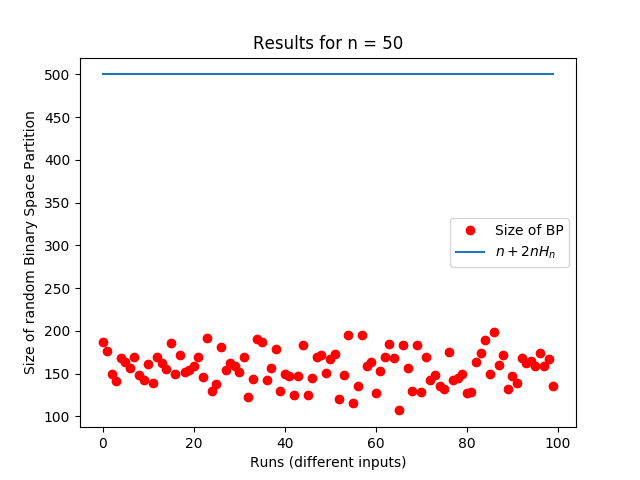 Results for n = 50
Size of random Binary Space Partition
500
450
400
350
300
250
200
150
100
Size of BP
n + 2nHₙ
0 20 40 60 80 100
Runs (different inputs)